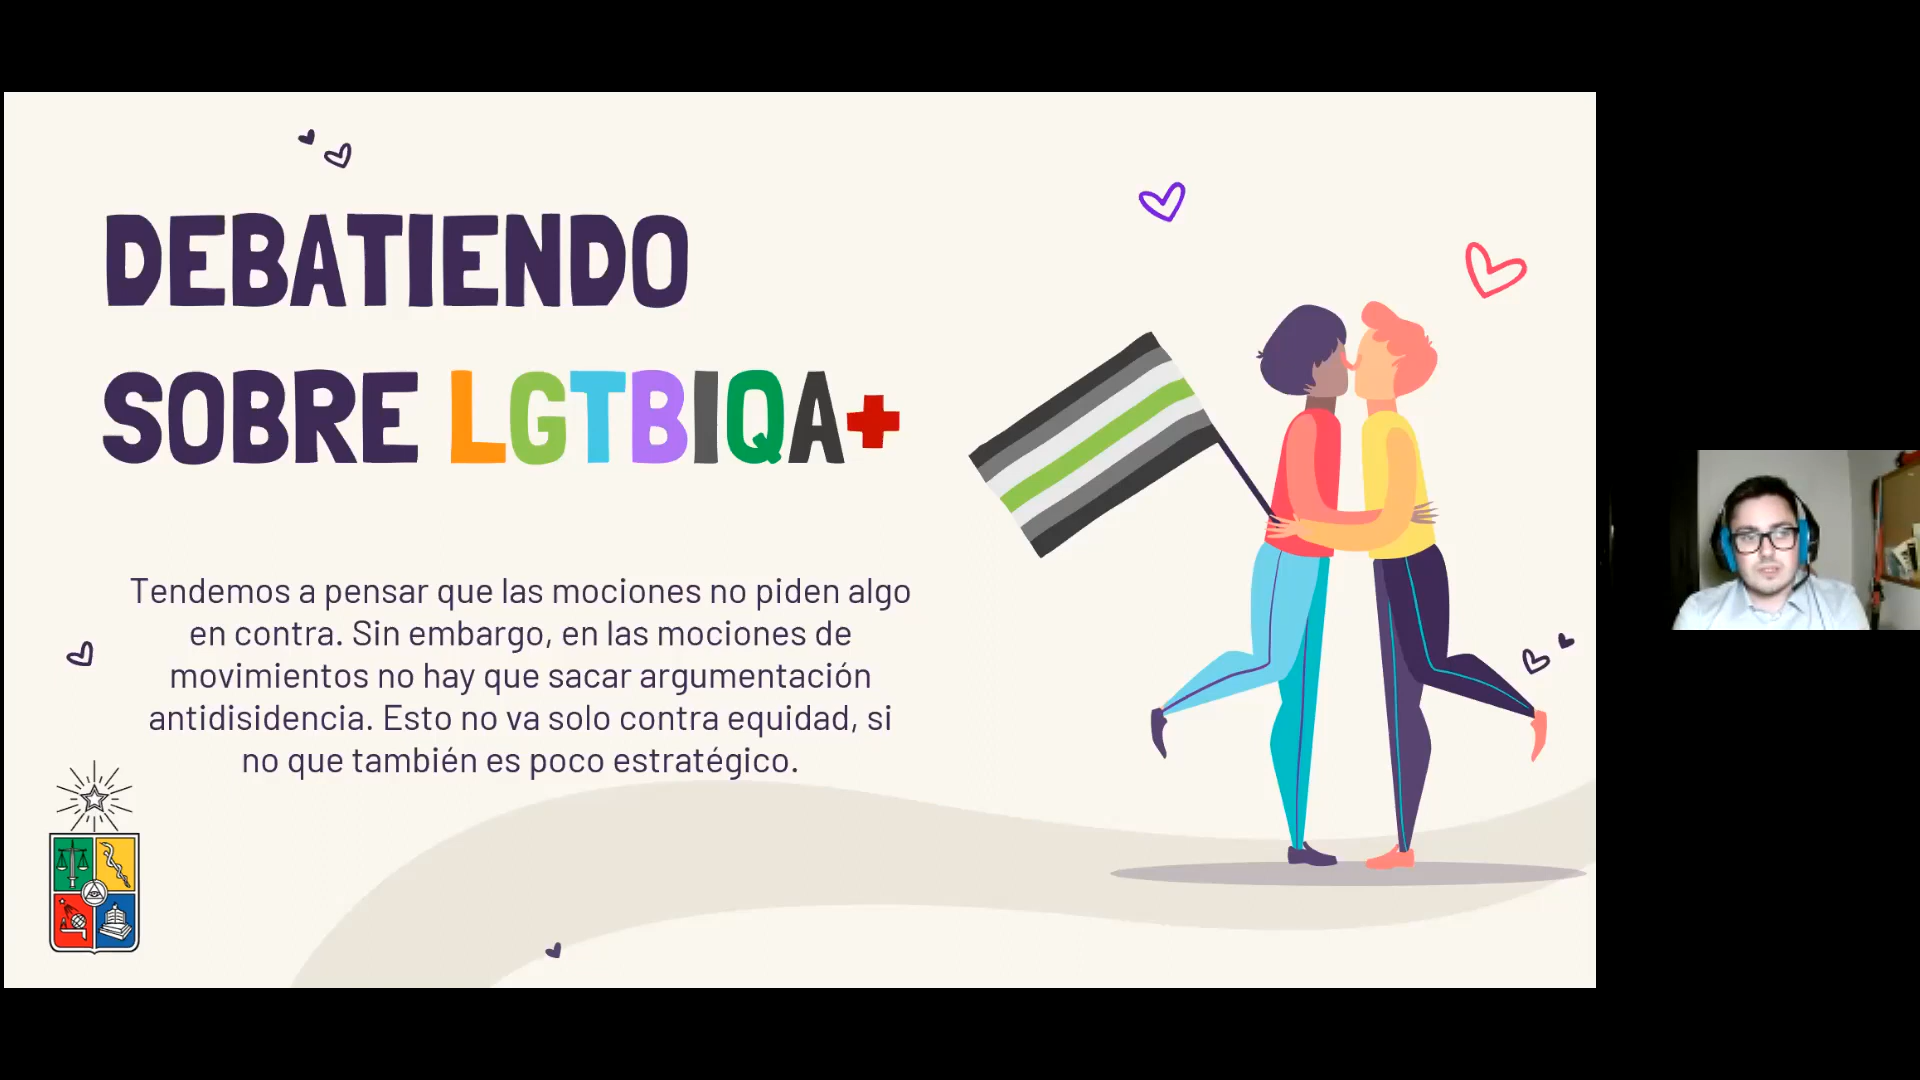 DEBATIENDO
SOBRE LGTBIQA+
Tendemos a pensar que las mociones no piden algo
en contra. Sin embargo, en las mociones de
movimientos no hay que sacar argumentación
antidisidencia. Esto no va solo contra equidad, si
no que también es poco estratégico.